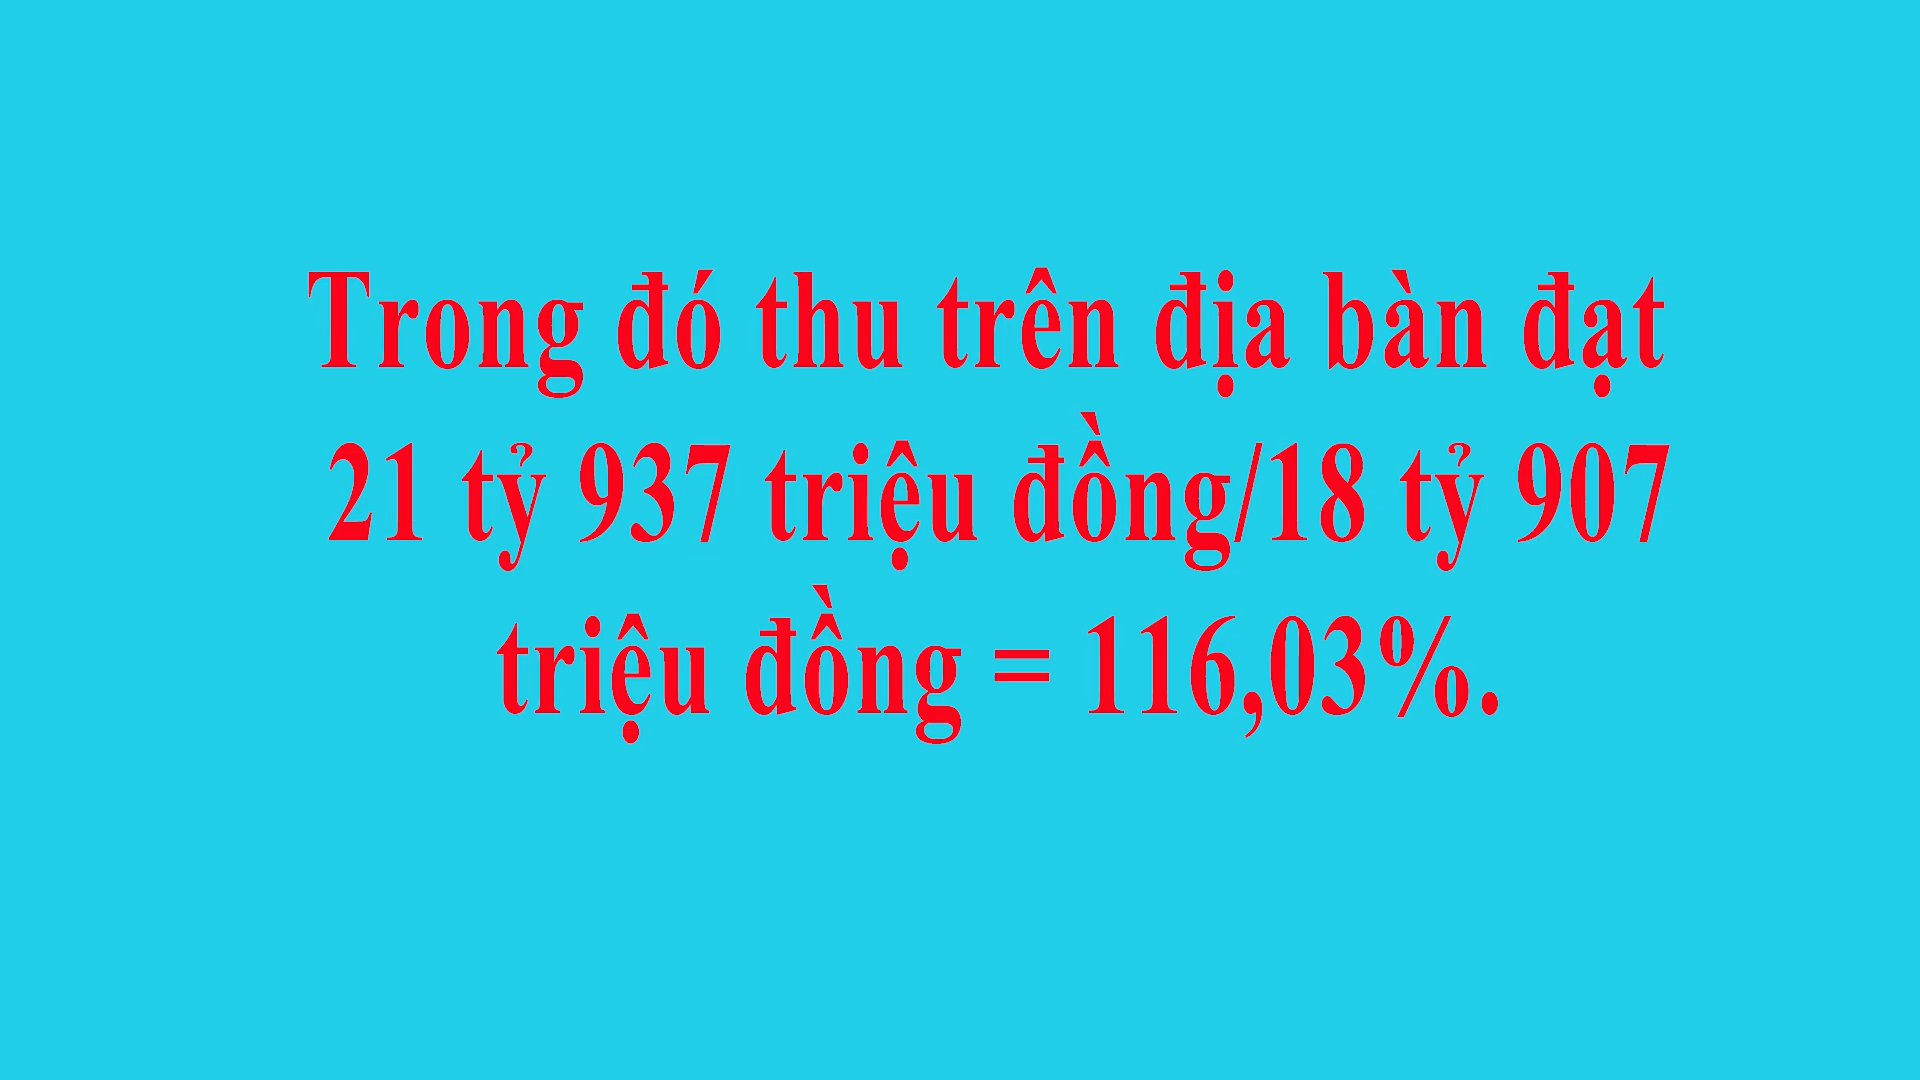 Trong đó thu trên địa bàn đạt
21 tỷ 937 triệu đồng/18 tỷ 907
triệu đồng = 116,03%.